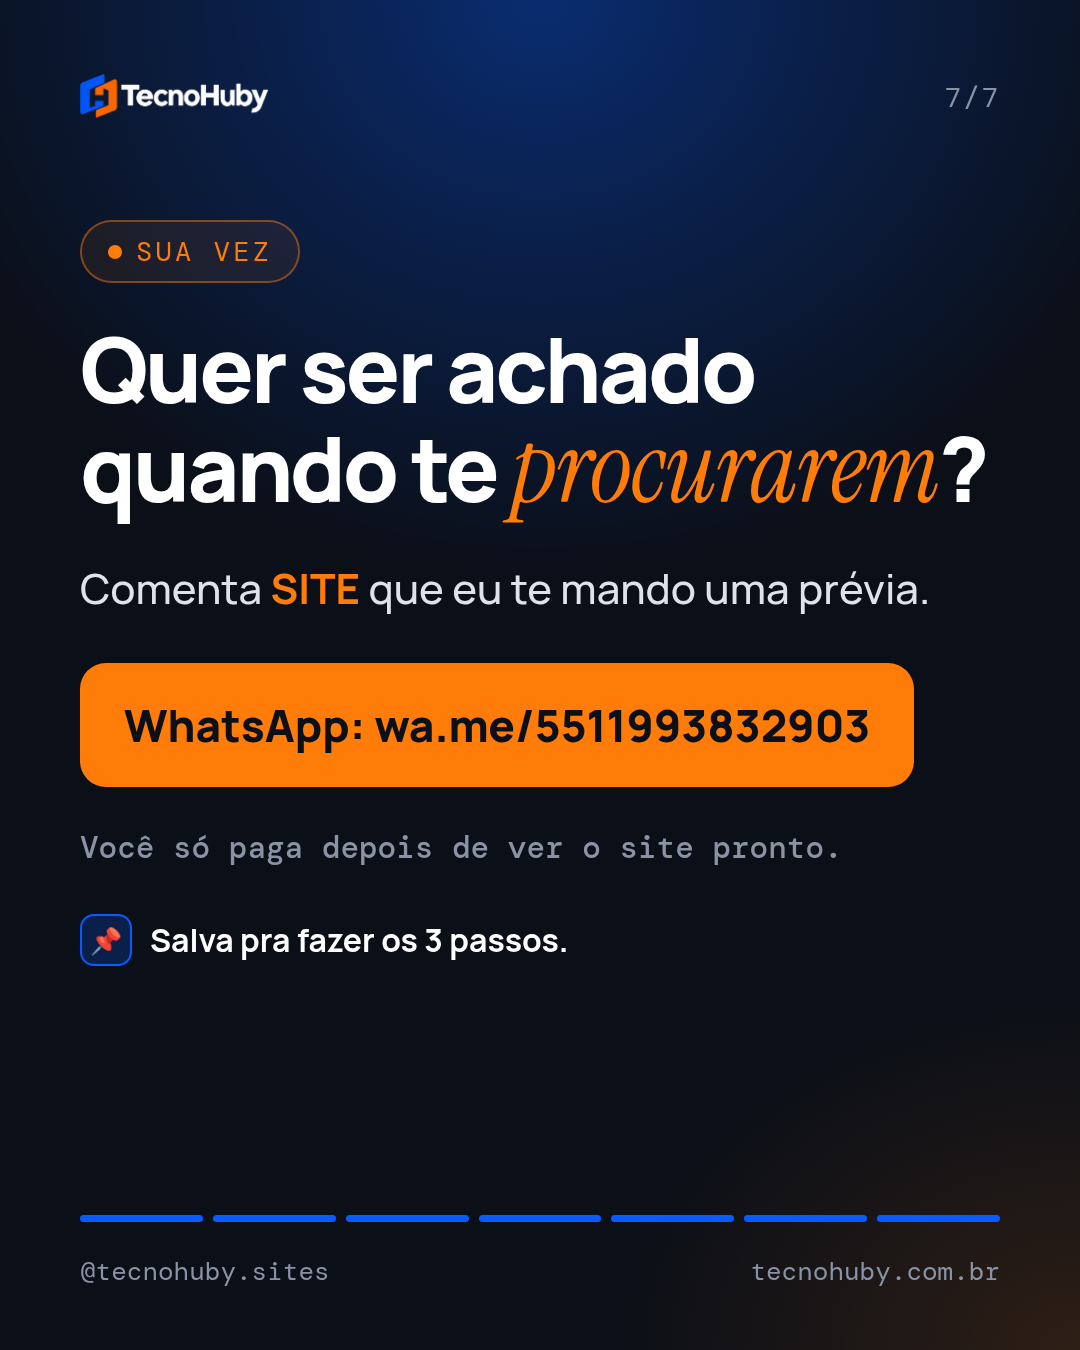 TecnoHuby
7/7
SUA VEZ
Quer ser achado
quando te procurarem?
Comenta SITE que eu te mando uma prévia.
WhatsApp: wa.me/5511993832903
Você só paga depois de ver o site pronto.
Salva pra fazer os 3 passos.
@tecnohuby.sites
tecnohuby.com.br